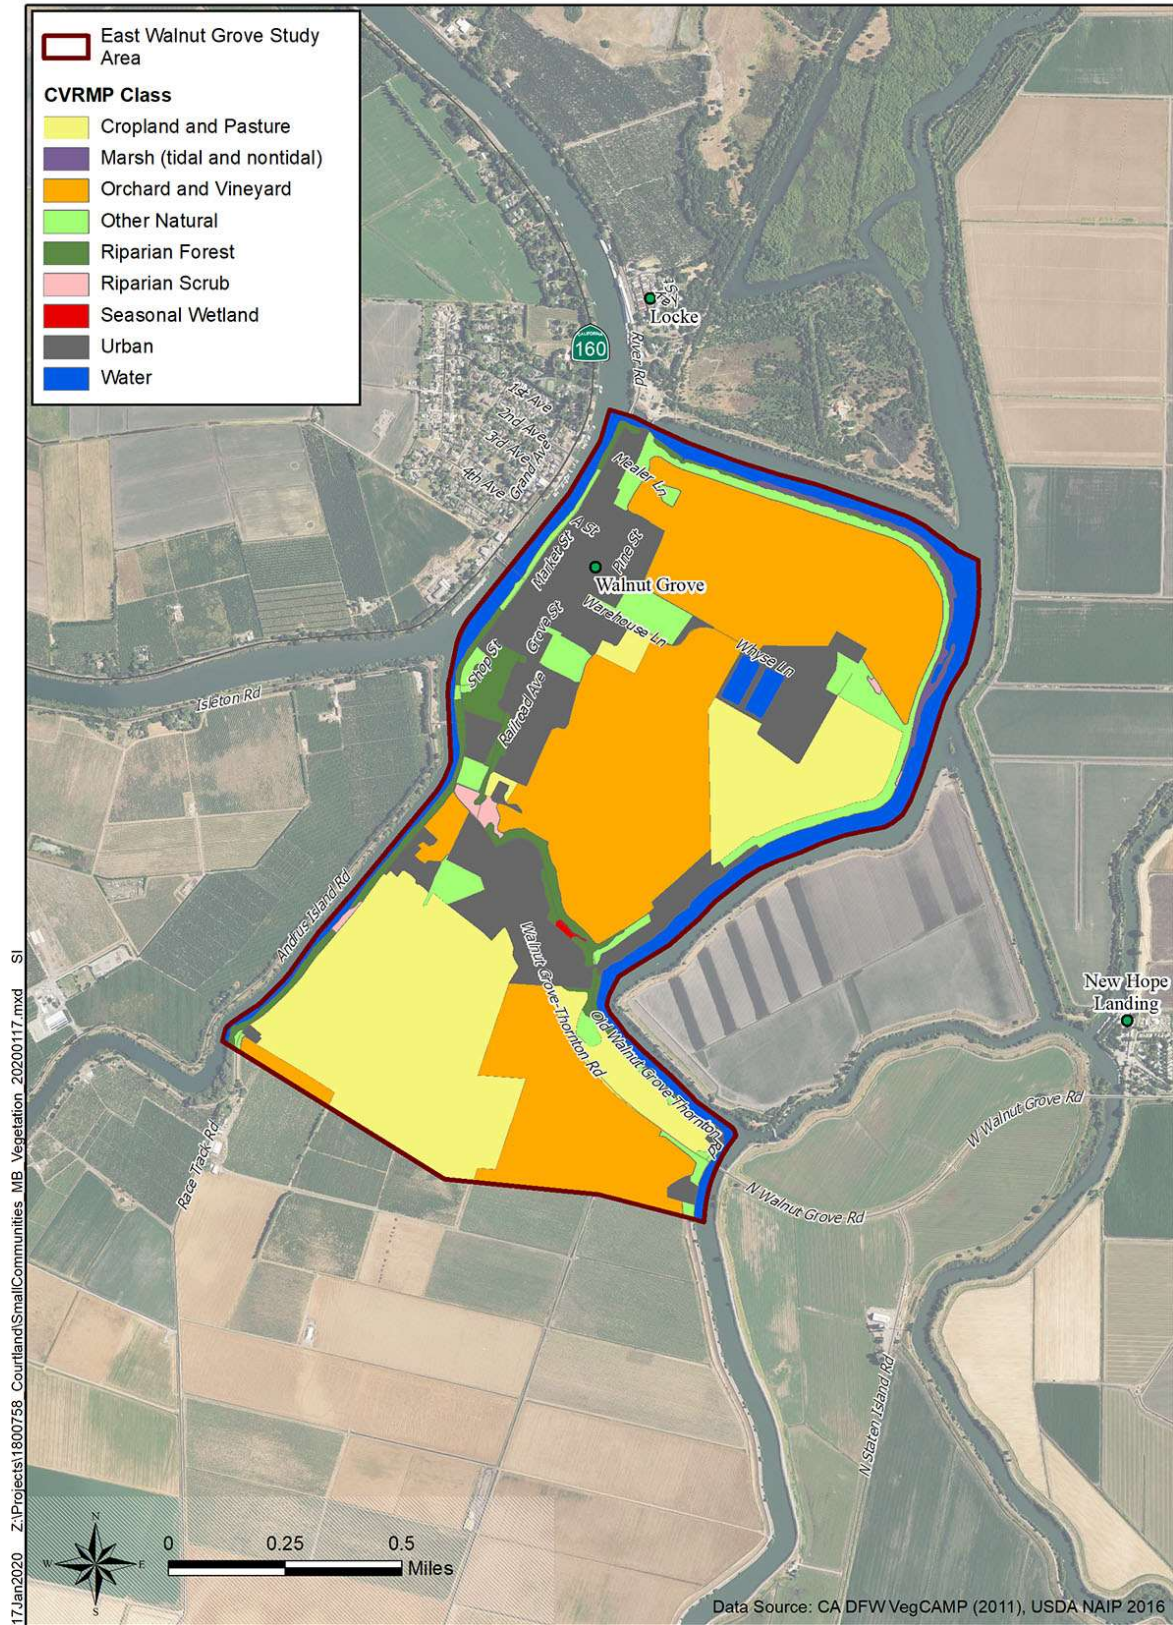 East Walnut Grove Study
Area
CVRMP Class
Cropland and Pasture
Marsh (tidal and nontidal)
Orchard and Vineyard
Other Natural
Riparian Forest
Riparian Scrub
Seasonal Wetland
Urban
Water
Locke
CALIFORNIA
160
River Rd
1st Ave
2nd Ave
3rd Ave
4th Ave
Grand Ave
Mealer Ln
A St
Market St
Pine St
Walnut Grove
Warehouse Ln
Grove St
Whyse Ln
Shop St
Isleton Rd
Railroad Ave
Andrus Island Rd
Walnut Grove-Thornton Rd
Old Walnut Grove-Thornton Rd
New Hope
Landing
W Walnut Grove Rd
Race Track Rd
N Walnut Grove Rd
N Staten Island Rd
N
W
E
S
0
0.25
0.5
Miles
Data Source: CA DFW VegCAMP (2011), USDA NAIP 2016
17Jan2020 Z:\Projects\1800758_Courtland\SmallCommunities_MB_Vegetation_20200117.mxd SI